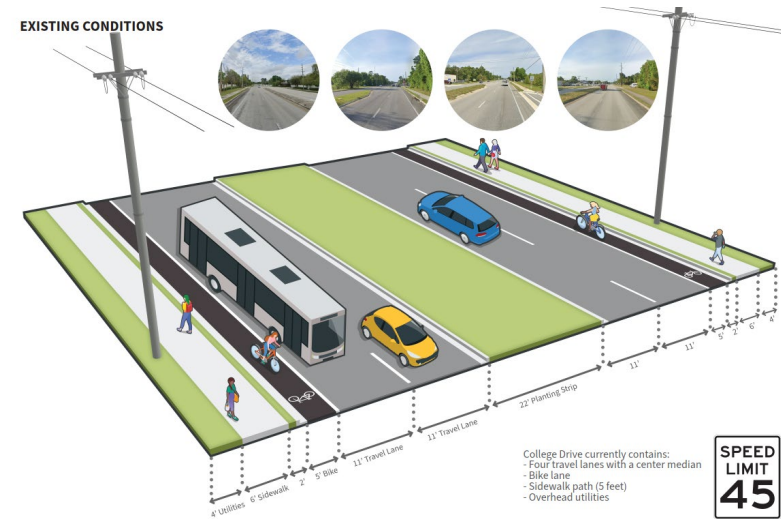 EXISTING CONDITIONS
4' Utilities
6' Sidewalk
2'
5' Bike
11' Travel Lane
11' Travel Lane
22' Planting Strip
11'
11'
5'
2'
6'
4'
College Drive currently contains:
- Four travel lanes with a center median
- Bike lane
- Sidewalk path (5 feet)
- Overhead utilities
SPEED
LIMIT
45